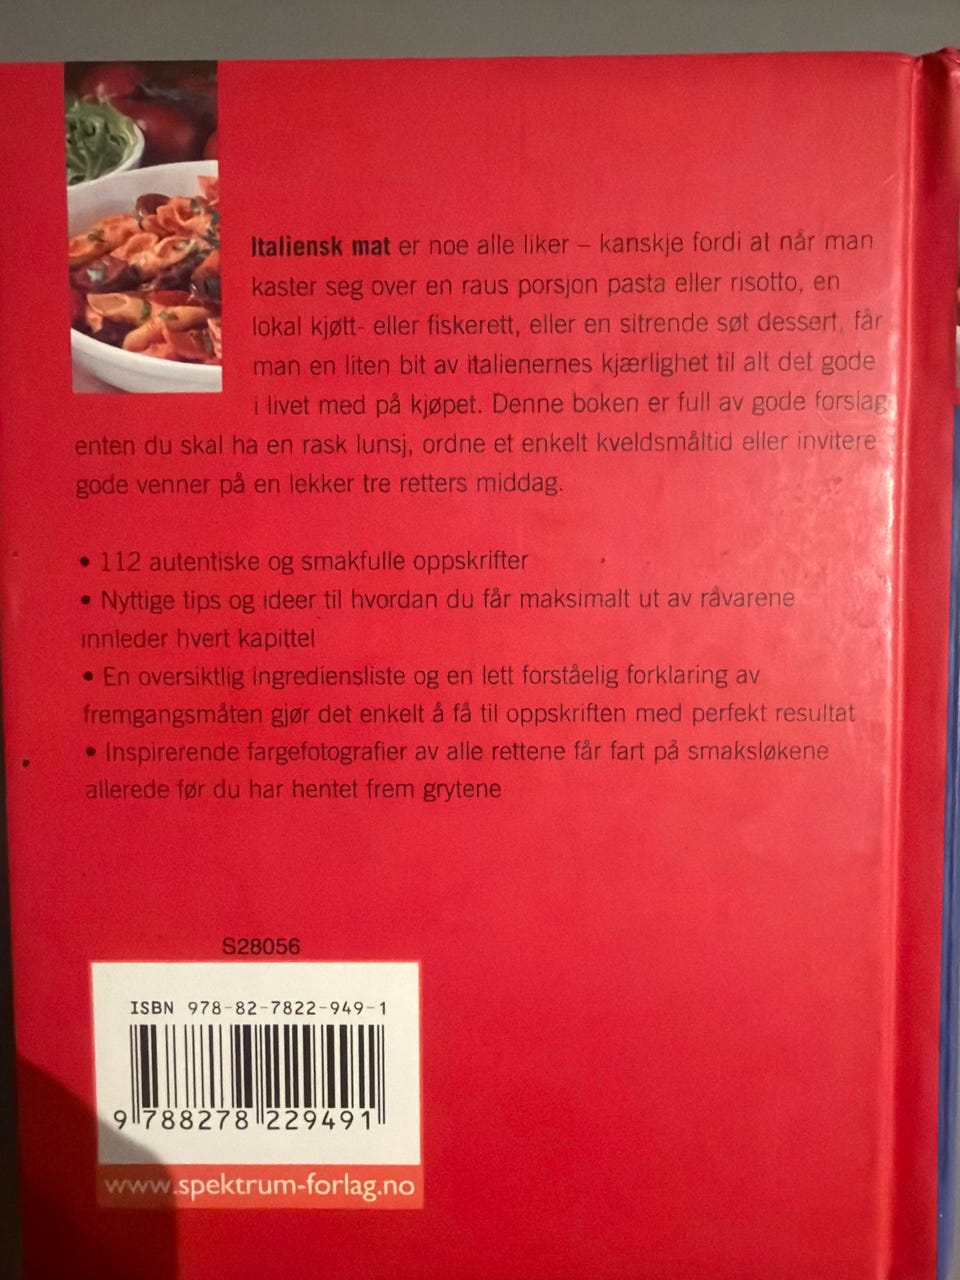 Italiensk mat er noe alle liker – kanskje fordi at når man
kaster seg over en raus porsjon pasta eller risotto, en
lokal kjøtt- eller fiskerett, eller en sitrende søt dessert, får
man en liten bit av italienernes kjærlighet til alt det gode
i livet med på kjøpet. Denne boken er full av gode forslag
enten du skal ha en rask lunsj, ordne et enkelt kveldsmåltid eller invitere
gode venner på en lekker tre retters middag.
• 112 autentiske og smakfulle oppskrifter
• Nyttige tips og ideer til hvordan du får maksimalt ut av råvarene
innleder hvert kapittel
• En oversiktlig ingrediensliste og en lett forståelig forklaring av
fremgangsmåten gjør det enkelt å få til oppskriften med perfekt resultat
• Inspirerende fargefotografier av alle rettene får fart på smaksløkene
allerede før du har hentet frem grytene
S28056
ISBN 978-82-7822-949-1
9 788278 229491
www.spektrum-forlag.no